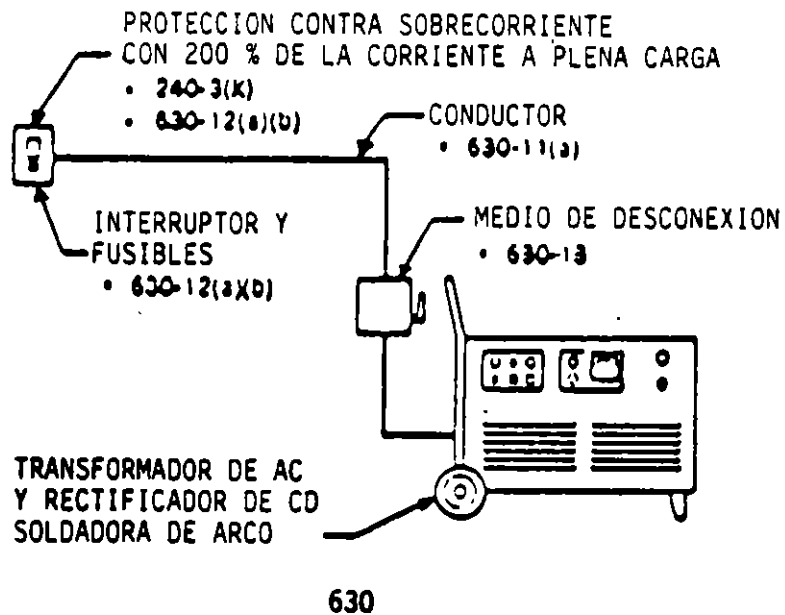 PROTECCION CONTRA SOBRECORRIENTE
CON 200 % DE LA CORRIENTE A PLENA CARGA
• 240-3(K)
• 630-12(a)(b)
CONDUCTOR
• 630-11(a)
INTERRUPTOR Y
FUSIBLES
• 630-12(a)(b)
MEDIO DE DESCONEXION
• 630-13
TRANSFORMADOR DE AC
Y RECTIFICADOR DE CD
SOLDADORA DE ARCO
630